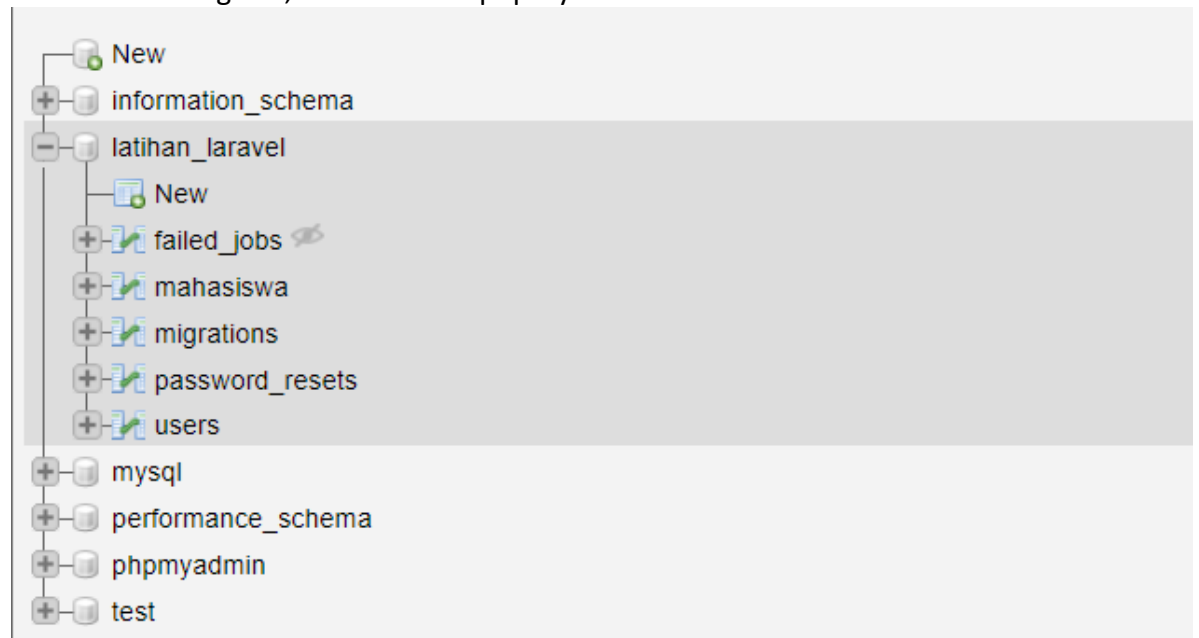 New
information_schema
latihan_laravel
New
failed_jobs
mahasiswa
migrations
password_resets
users
mysql
performance_schema
phpmyadmin
test